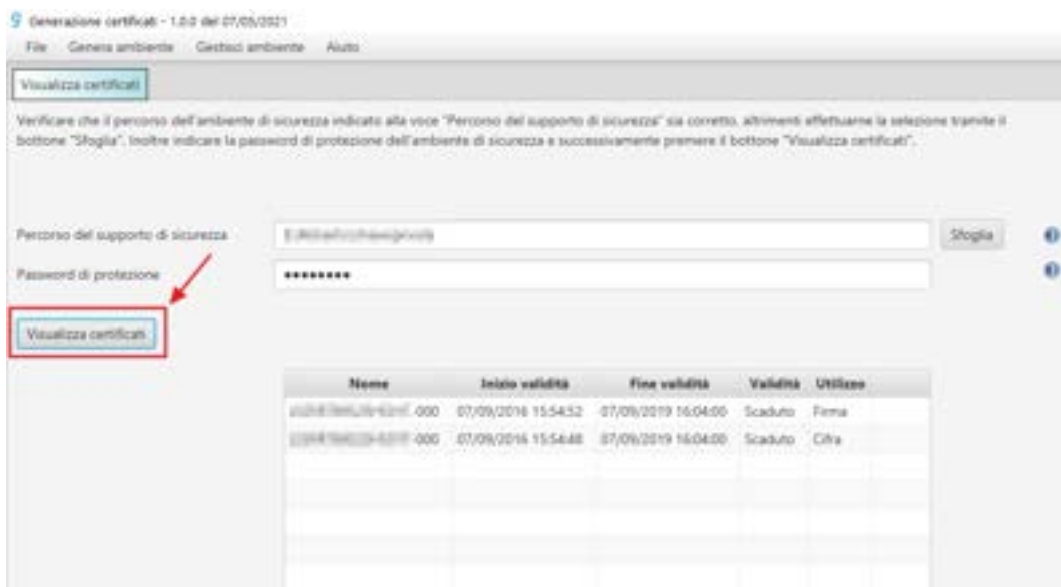 Generazione certificati - 1.0.0 del 07/05/2021
File Genera ambiente Gestisci ambiente Aiuto
Visualizza certificati
Verificare che il percorso dell'ambiente di sicurezza indicato alla voce "Percorso del supporto di sicurezza" sia corretto, altrimenti effettuarne la selezione tramite il
bottone "Sfoglia". Inoltre indicare la password di protezione dell'ambiente di sicurezza e successivamente premere il bottone "Visualizza certificati".
Percorso del supporto di sicurezza Sfoglia
Password di protezione ••••••••
Visualizza certificati
Nome Inizio validità Fine validità Validità Utilizzo
-000 07/09/2016 15:54:52 07/09/2019 16:04:00 Scaduto Firma
-000 07/09/2016 15:54:48 07/09/2019 16:04:00 Scaduto Cifra